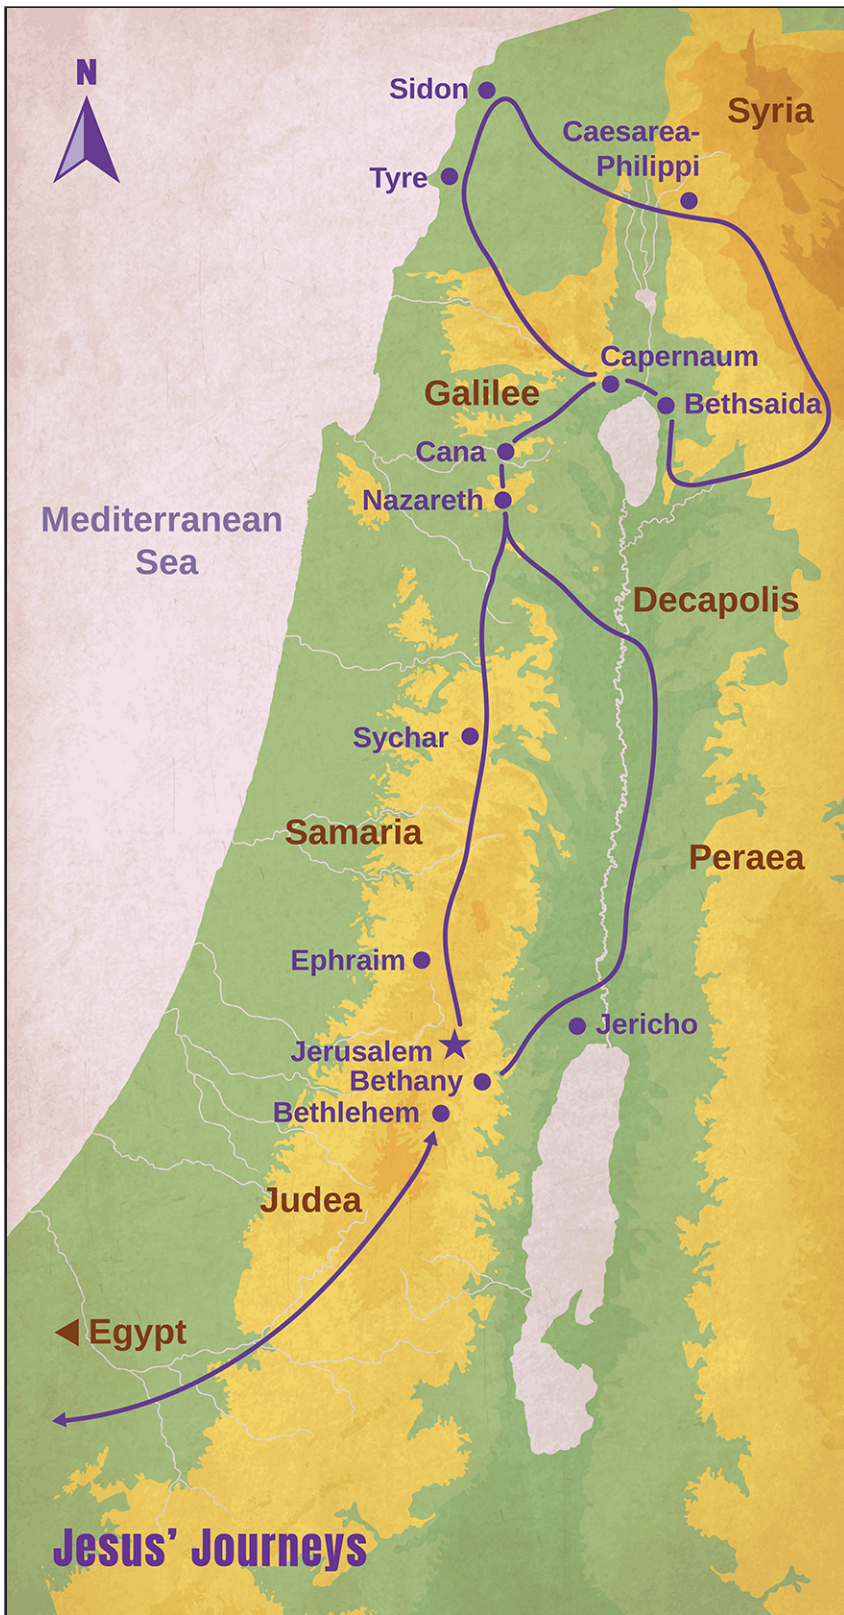 N
Sidon
Syria
Caesarea-
Philippi
Tyre
Capernaum
Galilee
Bethsaida
Cana
Nazareth
Mediterranean
Sea
Decapolis
Sychar
Samaria
Peraea
Ephraim
Jericho
Jerusalem
Bethany
Bethlehem
Judea
Egypt
Jesus’ Journeys